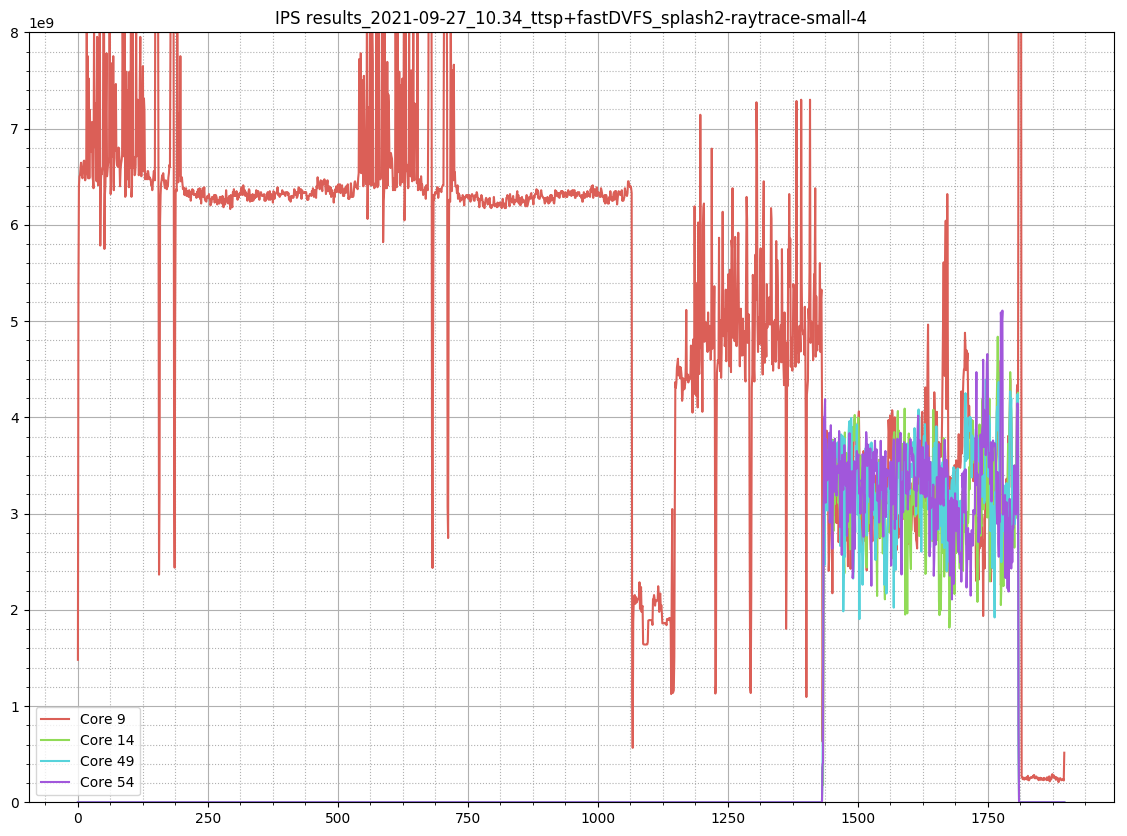 IPS results_2021-09-27_10.34_ttsp+fastDVFS_splash2-raytrace-small-4
1e9
8
7
6
5
4
3
2
1
0
Core 9
Core 14
Core 49
Core 54
0 250 500 750 1000 1250 1500 1750